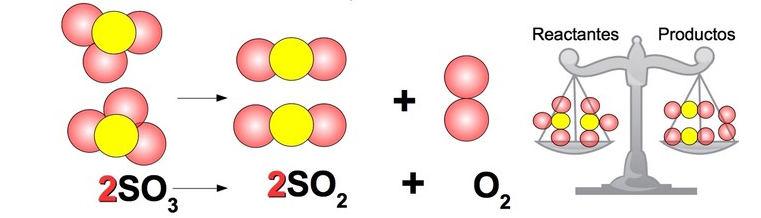 Reactantes Productos
+
2SO₃ → 2SO₂ + O₂